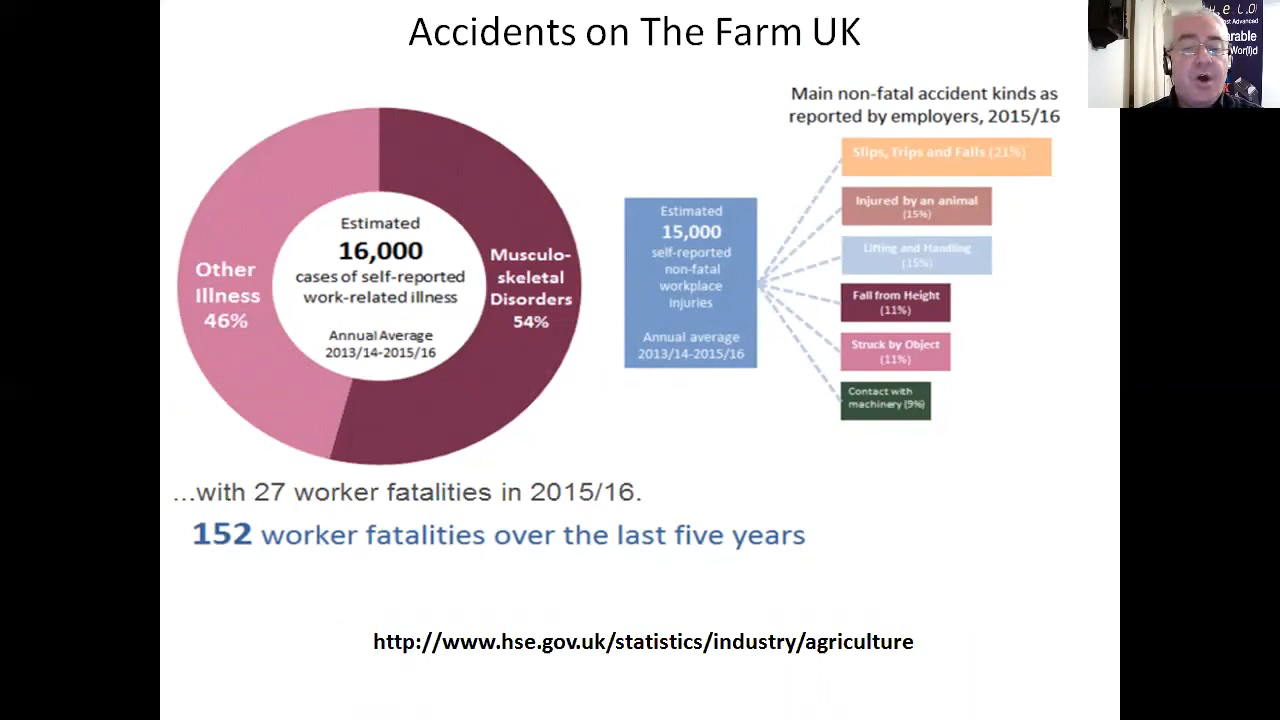 Accidents on The Farm UK
Estimated
16,000
cases of self-reported
work-related illness
Annual Average
2013/14-2015/16
Other
Illness
46%
Musculo-
skeletal
Disorders
54%
Main non-fatal accident kinds as
reported by employers, 2015/16
Estimated
15,000
self-reported
non-fatal
workplace
injuries
Annual average
2013/14-2015/16
Slips, Trips and Falls (21%)
Injured by an animal
(15%)
Lifting and Handling
(15%)
Fall from Height
(11%)
Struck by Object
(11%)
Contact with
machinery (9%)
...with 27 worker fatalities in 2015/16.
152 worker fatalities over the last five years
http://www.hse.gov.uk/statistics/industry/agriculture
Advanced
Wor(l)d